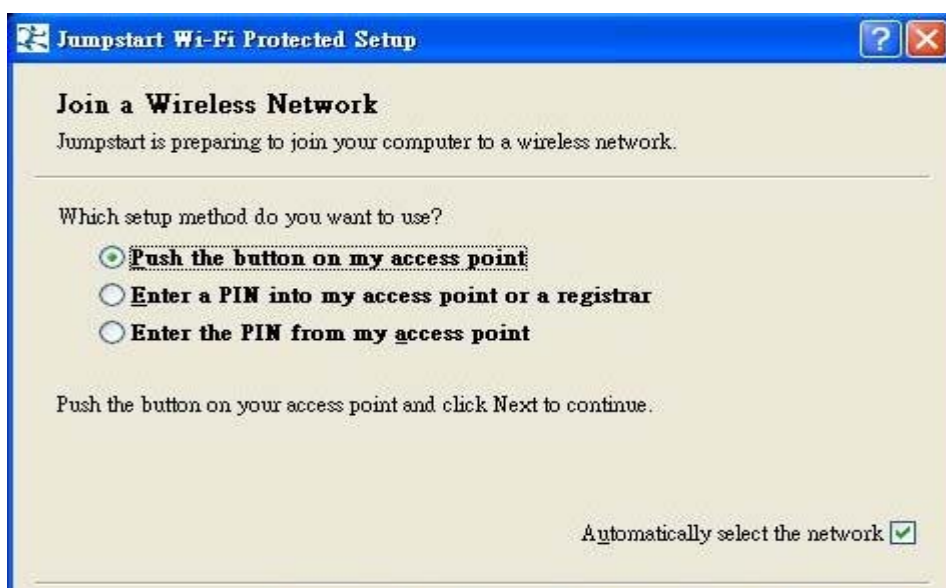 Jumpstart Wi-Fi Protected Setup
Join a Wireless Network
Jumpstart is preparing to join your computer to a wireless network.
Which setup method do you want to use?
Push the button on my access point
Enter a PIN into my access point or a registrar
Enter the PIN from my access point
Push the button on your access point and click Next to continue.
Automatically select the network